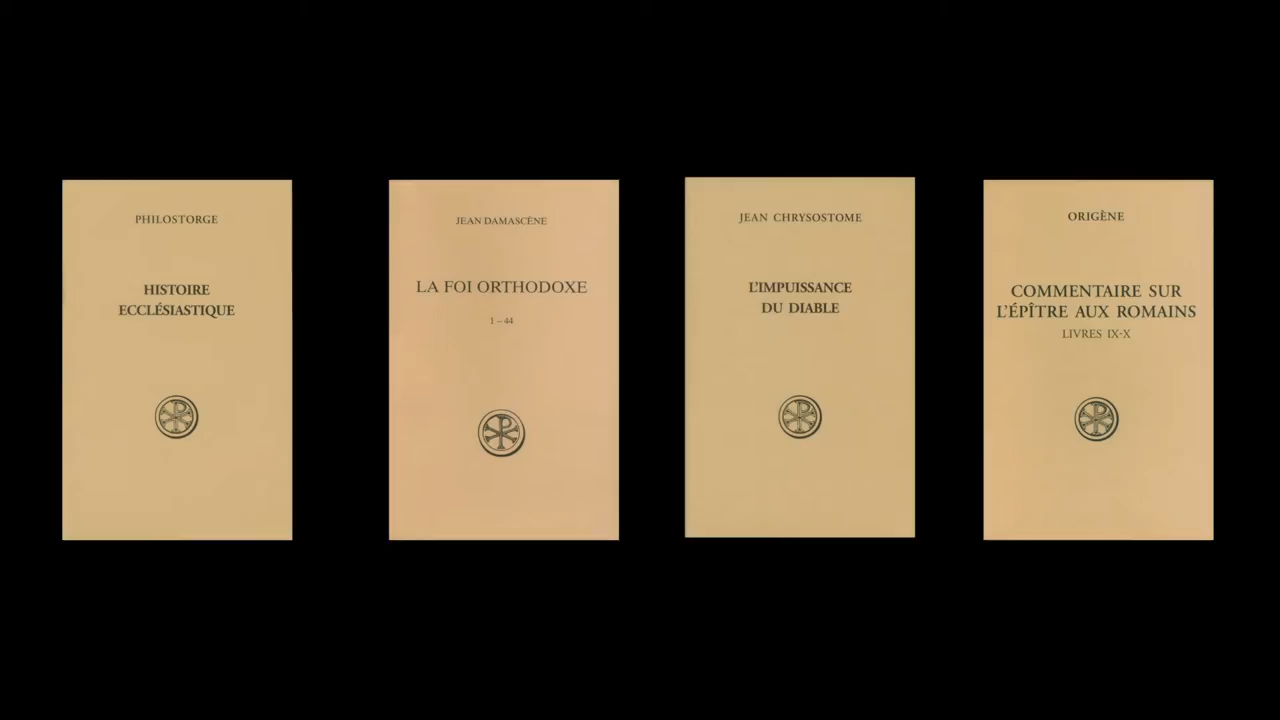 PHILOSTORGE
HISTOIRE
ECCLÉSIASTIQUE
JEAN DAMASCÈNE
LA FOI ORTHODOXE
1 – 44
JEAN CHRYSOSTOME
L'IMPUISSANCE
DU DIABLE
ORIGÈNE
COMMENTAIRE SUR
L'ÉPÎTRE AUX ROMAINS
LIVRES IX-X